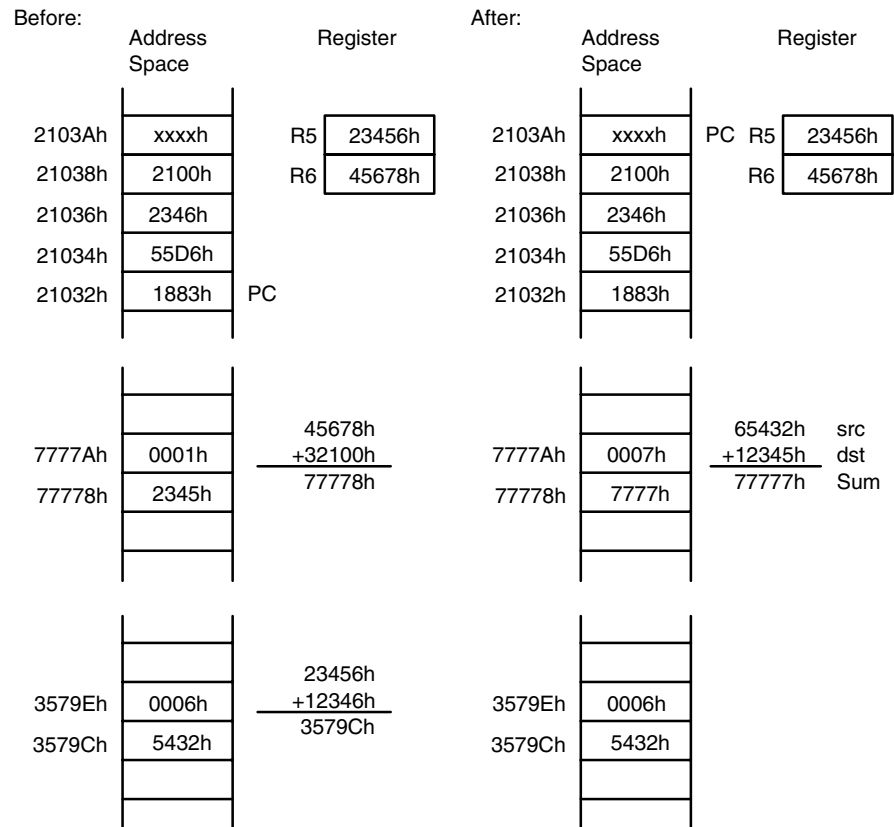 Before:
Address Space
Register
2103Ah xxxxh R5 23456h
21038h 2100h R6 45678h
21036h 2346h
21034h 55D6h
21032h 1883h PC
7777Ah 0001h
77778h 2345h
45678h
+32100h
77778h
3579Eh 0006h
3579Ch 5432h
23456h
+12346h
3579Ch
After:
Address Space
Register
2103Ah xxxxh PC R5 23456h
21038h 2100h R6 45678h
21036h 2346h
21034h 55D6h
21032h 1883h
7777Ah 0007h
77778h 7777h
65432h src
+12345h dst
77777h Sum
3579Eh 0006h
3579Ch 5432h